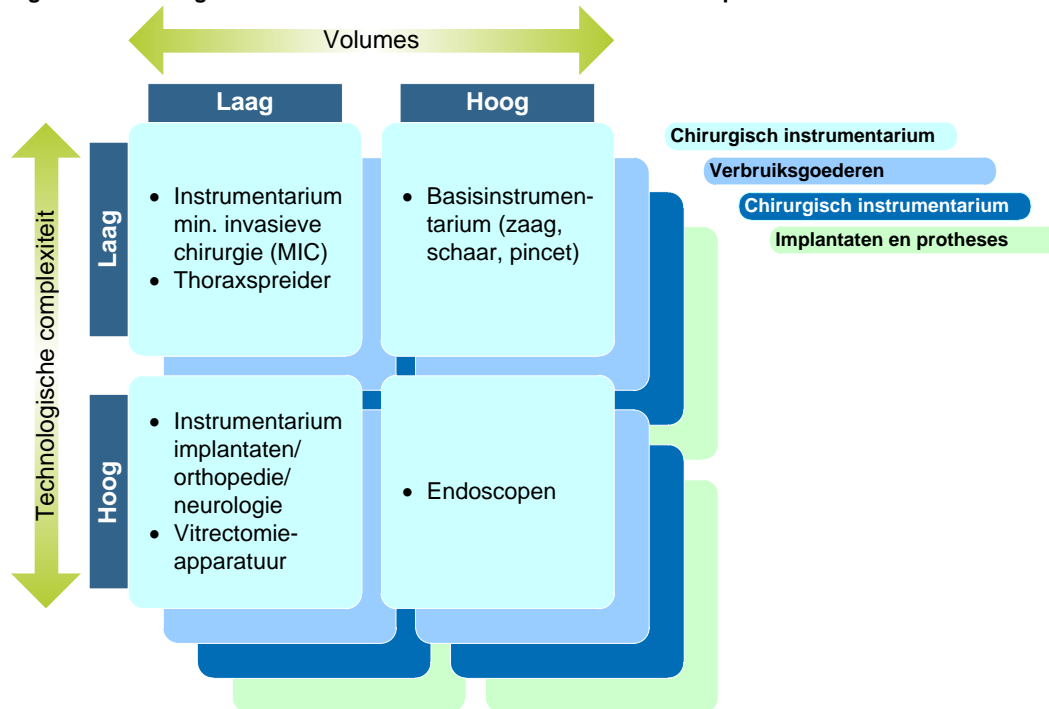 Volumes
Laag
Hoog
Technologische complexiteit
Laag
• Instrumentarium
min. invasieve
chirurgie (MIC)
• Thoraxspreider
• Basisinstrumen-
tarium (zaag,
schaar, pincet)
Chirurgisch instrumentarium
Verbruiksgoederen
Chirurgisch instrumentarium
Implantaten en protheses
Hoog
• Instrumentarium
implantaten/
orthopedie/
neurologie
• Vitrectomie-
apparatuur
• Endoscopen